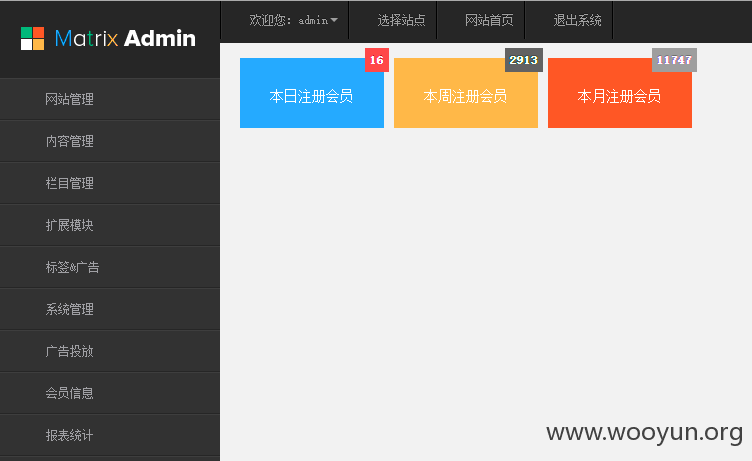 Matrix Admin
欢迎您：admin
选择站点
网站首页
退出系统
网站管理
内容管理
栏目管理
扩展模块
标签&广告
系统管理
广告投放
会员信息
报表统计
16
本日注册会员
2913
本周注册会员
11747
本月注册会员
www.wooyun.org